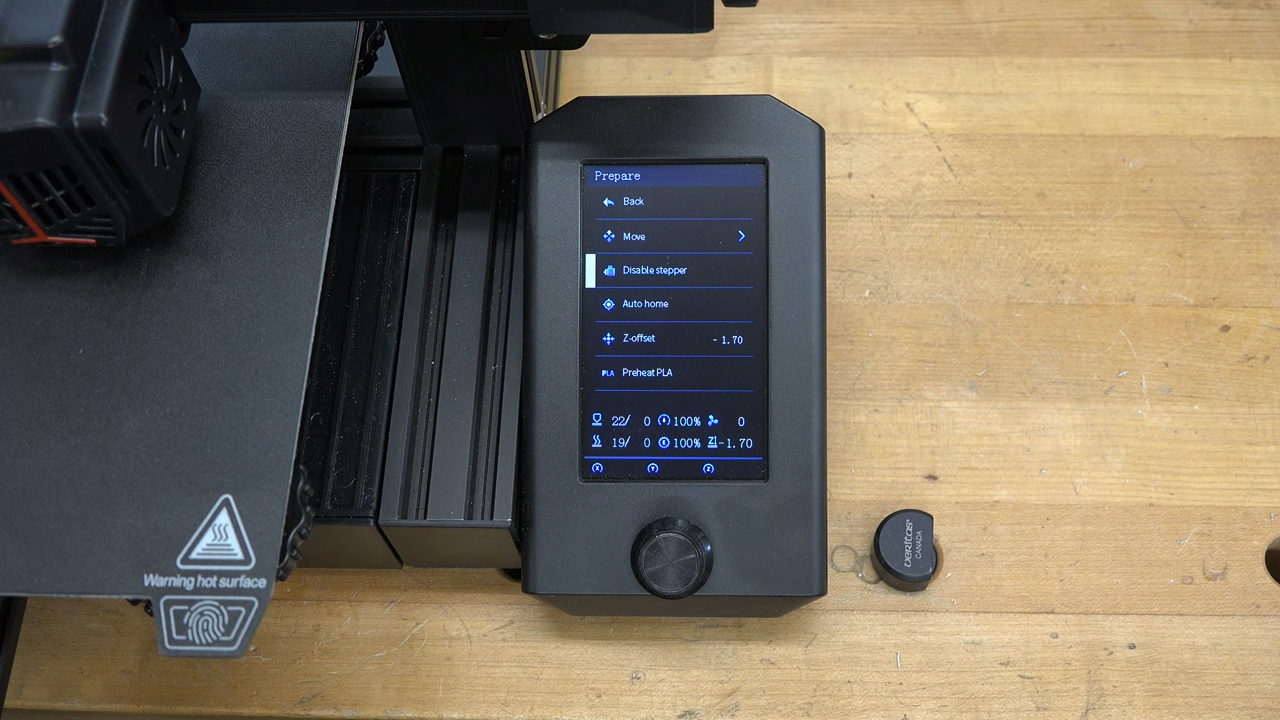 Prepare
Back
Move
Disable stepper
Auto home
Z-offset - 1.70
PLA Preheat PLA
22/ 0 100% 0
19/ 0 100% Z -1.70
X Y Z
Warning hot surface
veritas®
CANADA